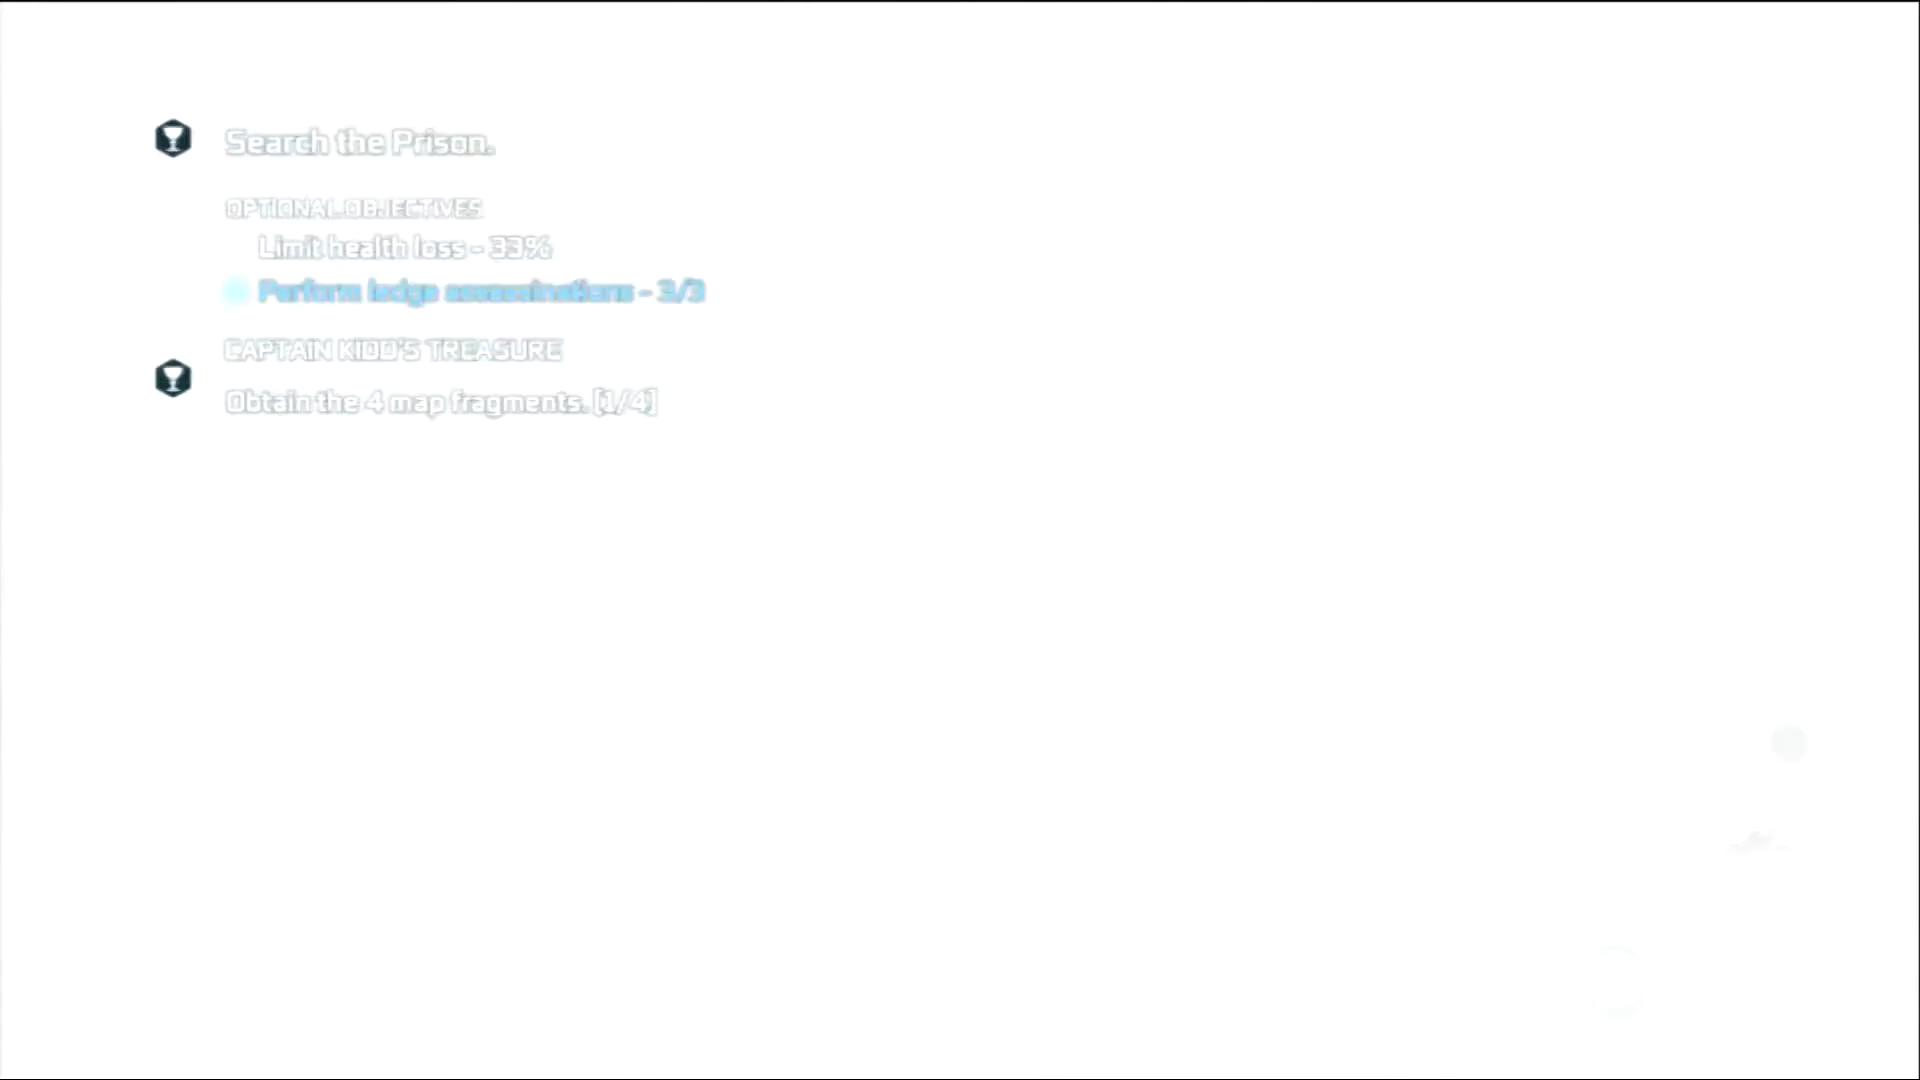 Search the Prison.
OPTIONAL OBJECTIVES
Limit health loss - 33%
Perform ledge assassinations - 3/3
CAPTAIN KIDD'S TREASURE
Obtain the 4 map fragments. [1/4]